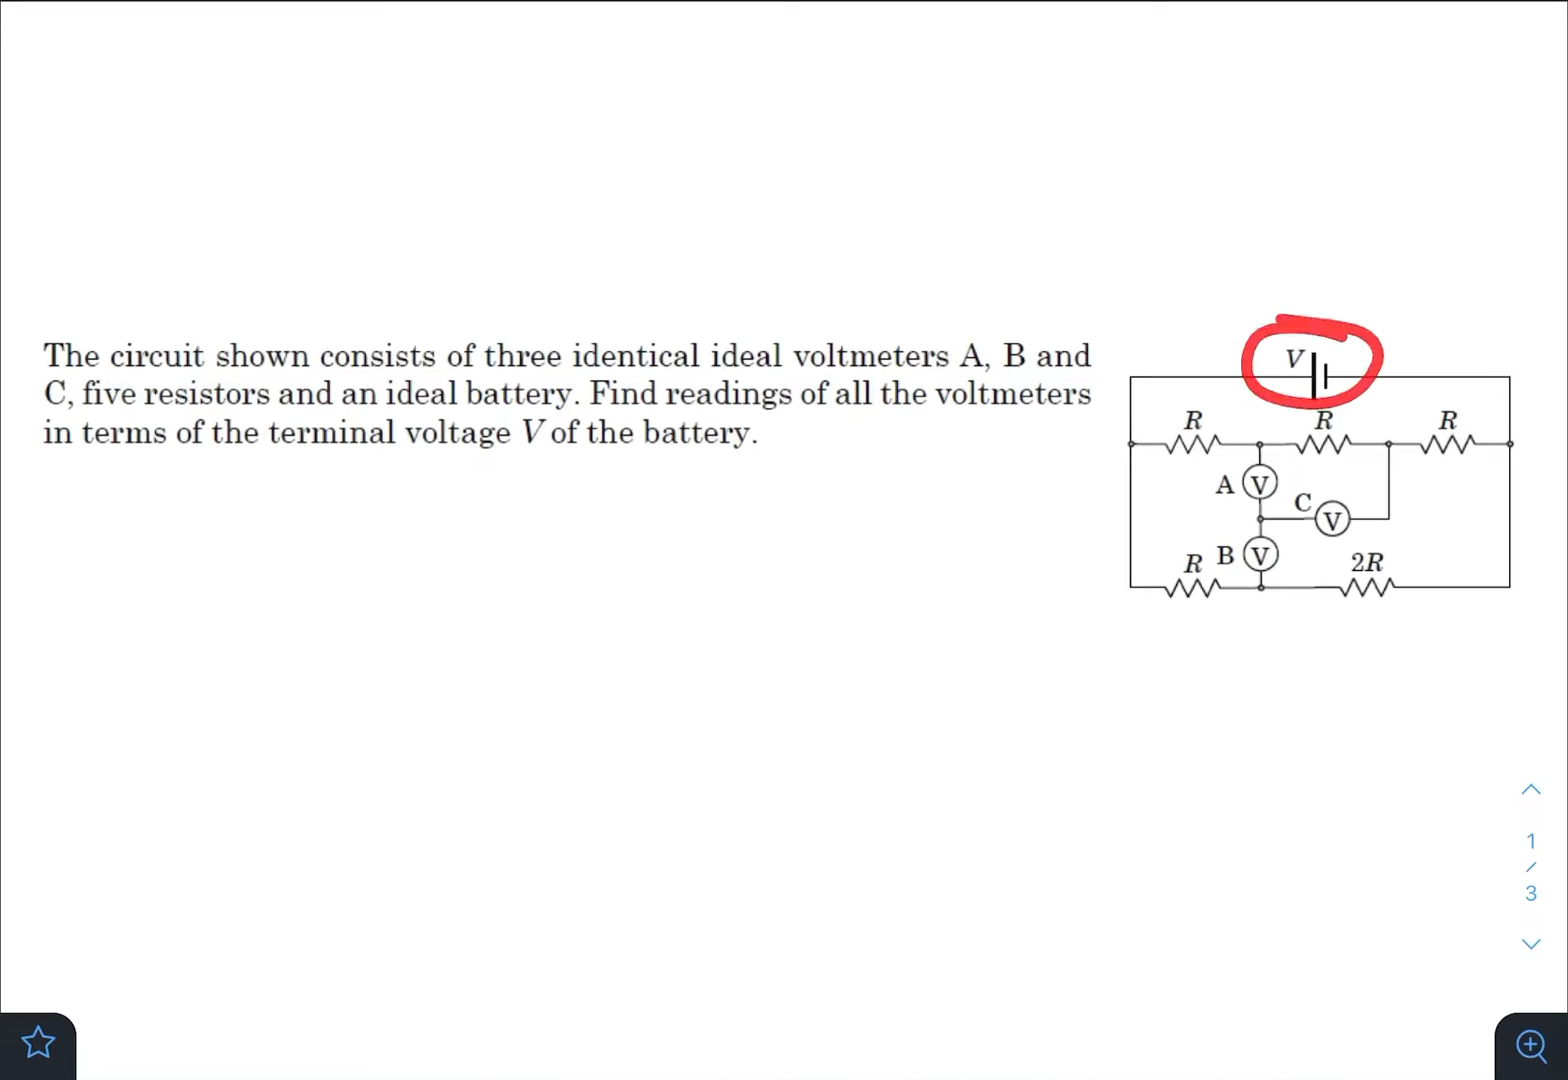 The circuit shown consists of three identical ideal voltmeters A, B and
C, five resistors and an ideal battery. Find readings of all the voltmeters
in terms of the terminal voltage V of the battery.
V
R R R
A V
C V
R B V 2R
1
/
3